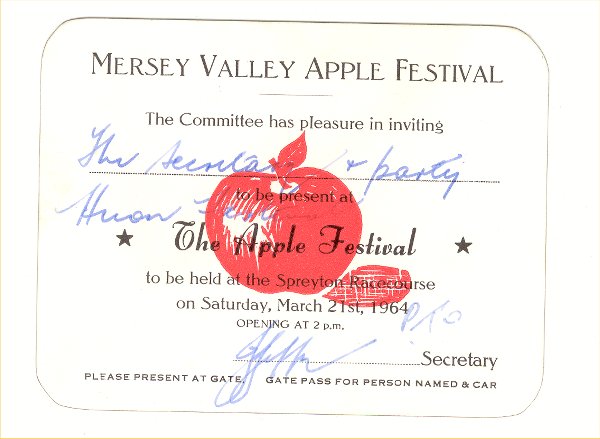 MERSEY VALLEY APPLE FESTIVAL
The Committee has pleasure in inviting
The Secretary & party
to be present at
Huon
★ The Apple Festival ★
to be held at the Spreyton Racecourse
on Saturday, March 21st, 1964
OPENING AT 2 p.m.
P.T.O
Secretary
PLEASE PRESENT AT GATE. GATE PASS FOR PERSON NAMED & CAR